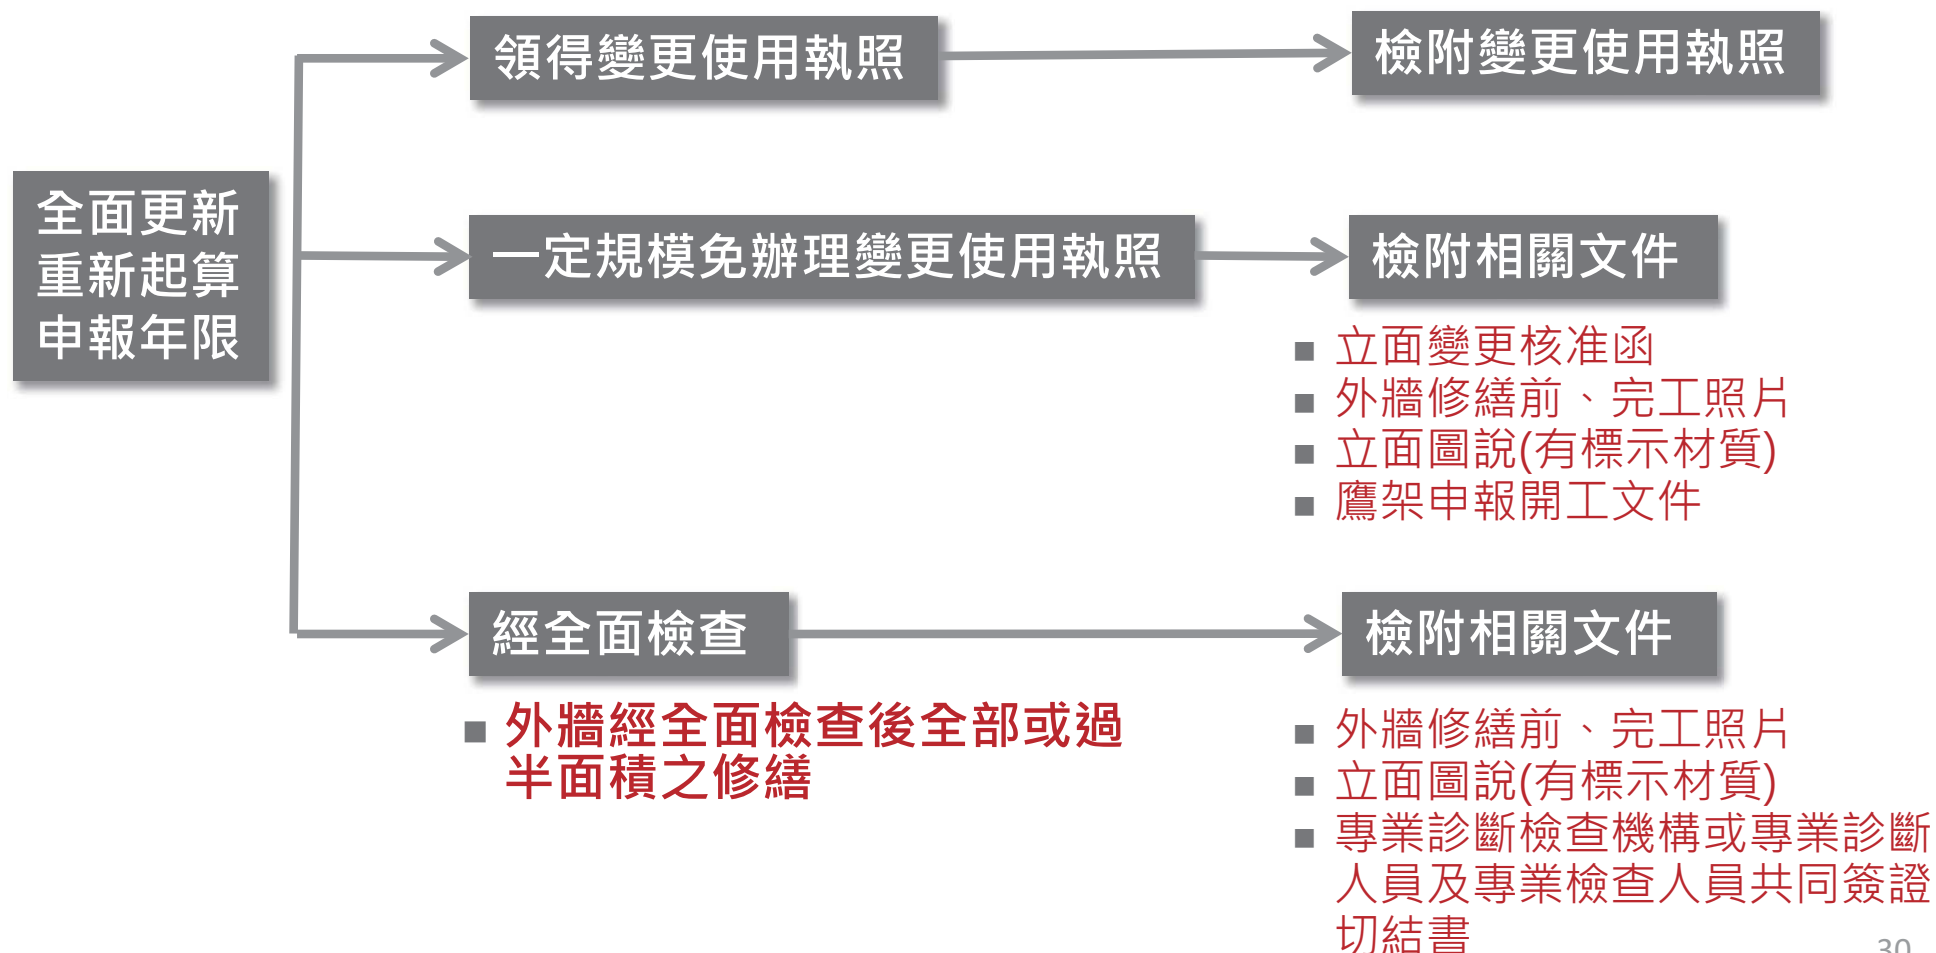 領得變更使用執照
檢附變更使用執照
全面更新
重新起算
申報年限
一定規模免辦理變更使用執照
檢附相關文件
立面變更核准函
外牆修繕前、完工照片
立面圖說(有標示材質)
鷹架申報開工文件
經全面檢查
檢附相關文件
外牆經全面檢查後全部或過
半面積之修繕
外牆修繕前、完工照片
立面圖說(有標示材質)
專業診斷檢查機構或專業診斷
人員及專業檢查人員共同簽證
切結書
30